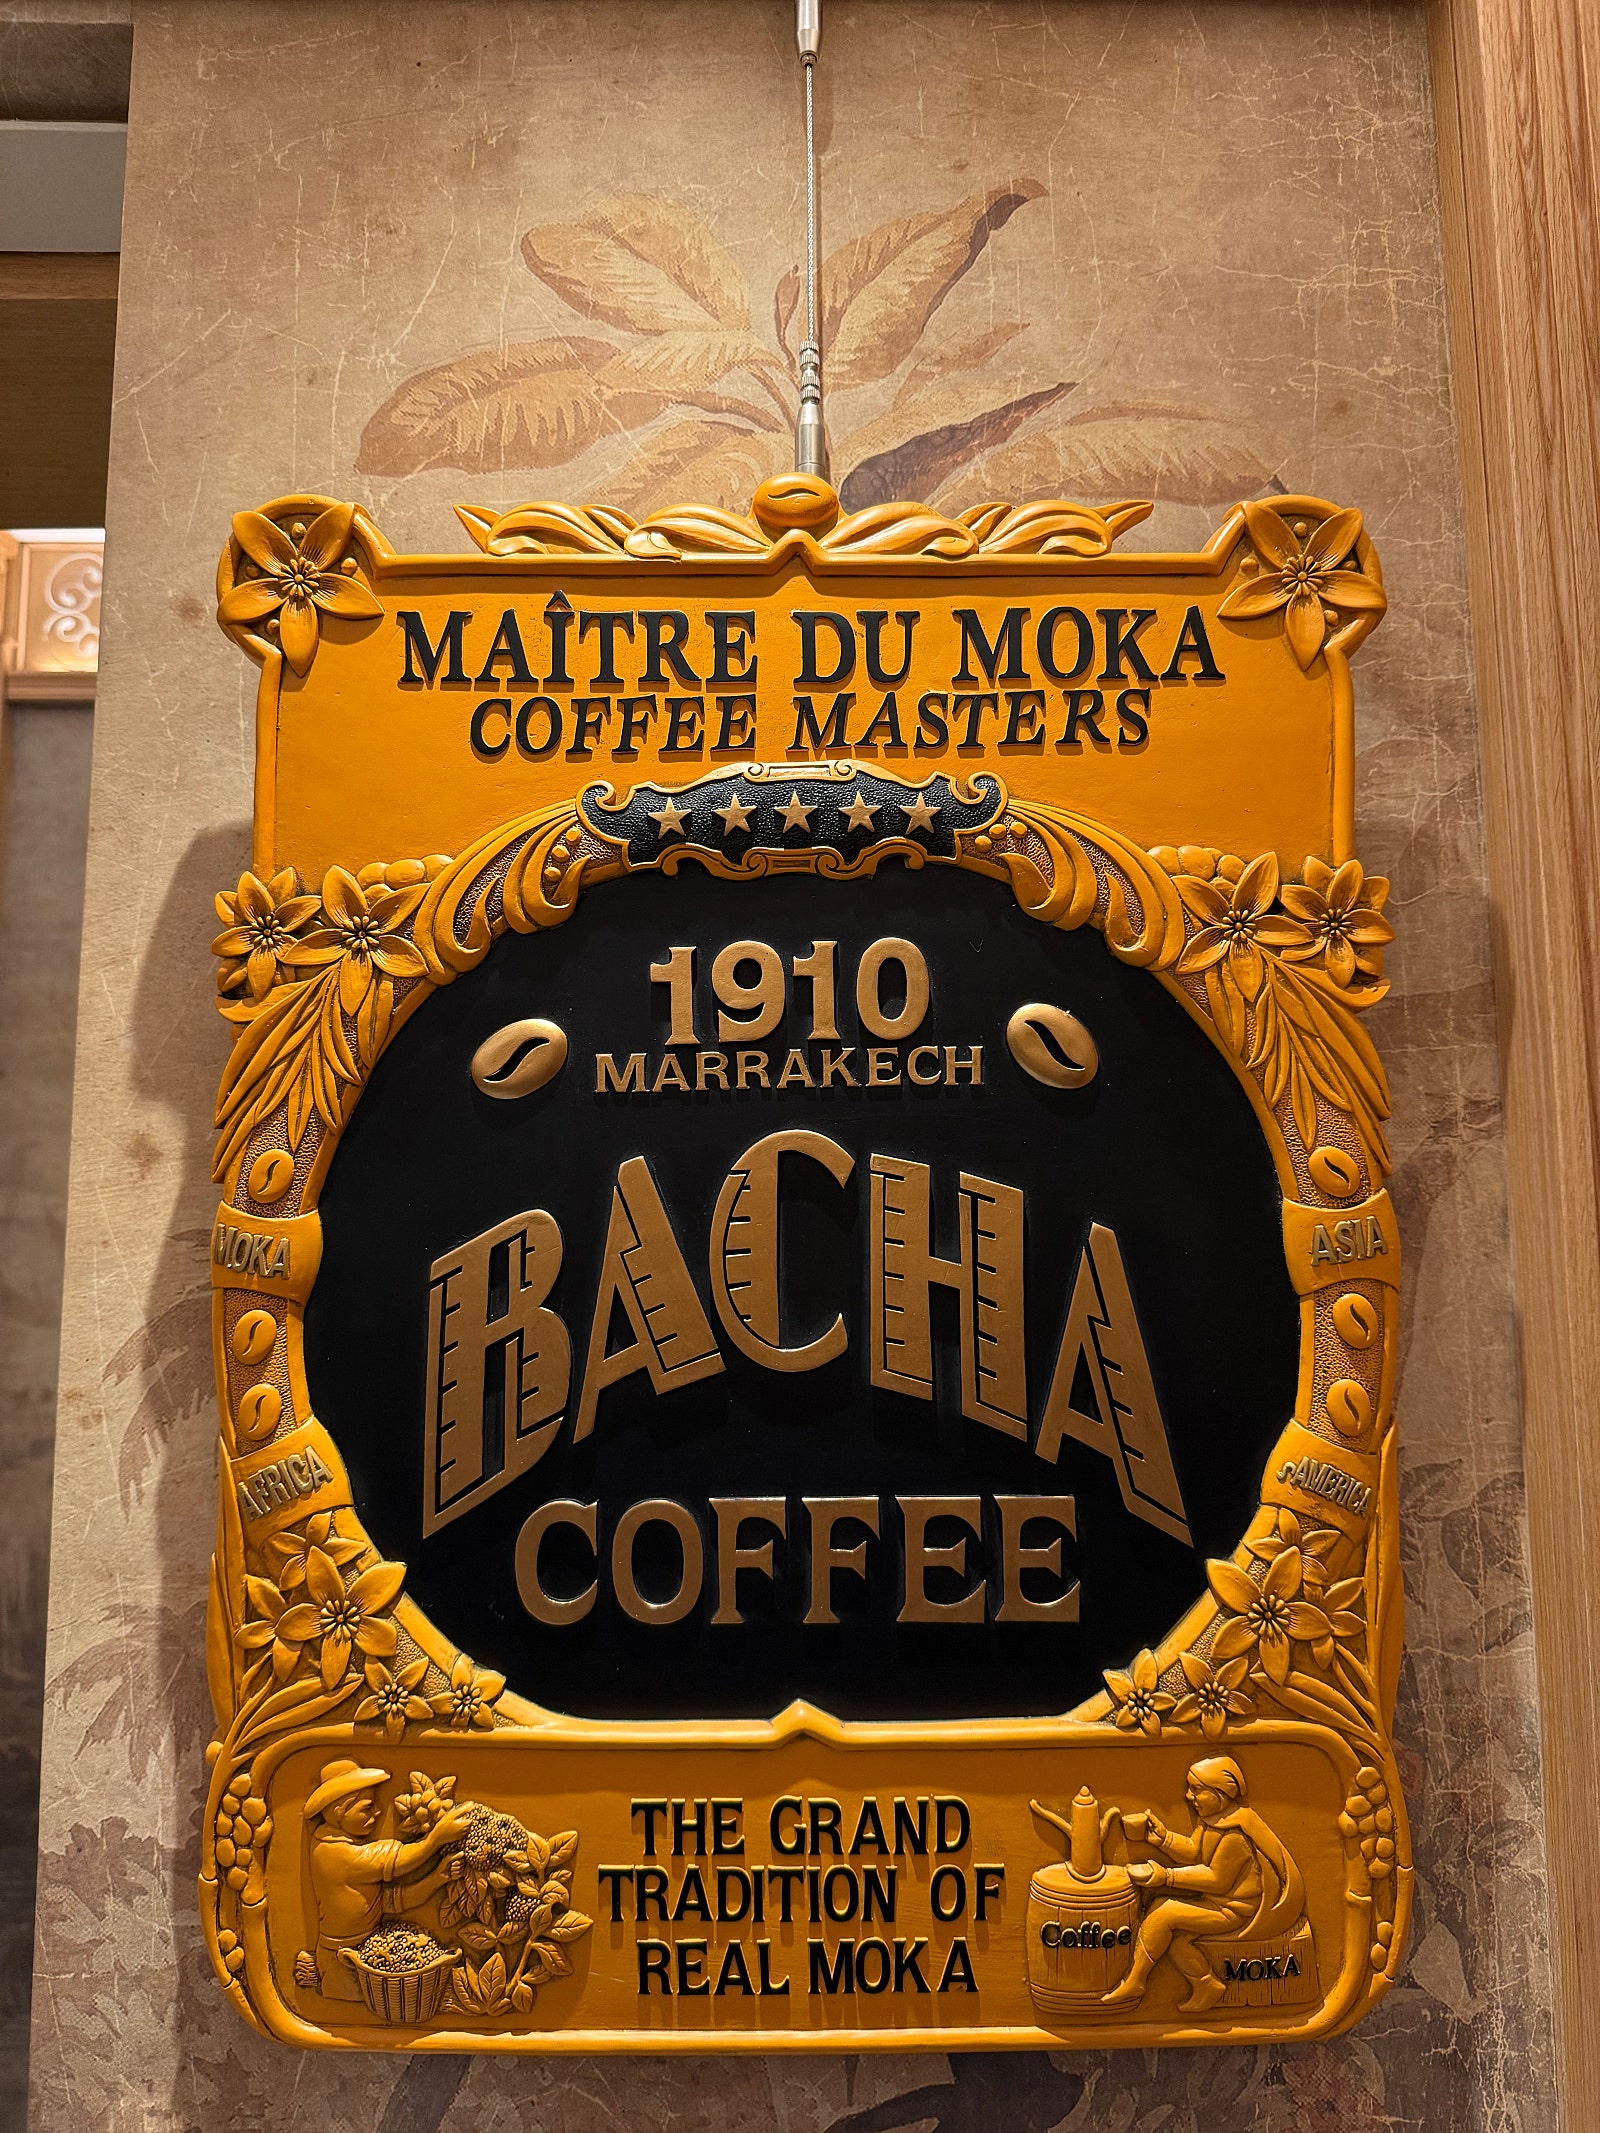 MAÎTRE DU MOKA
COFFEE MASTERS
1910
MARRAKECH
BACHA
COFFEE
MOKA
ASIA
AFRICA
S AMERICA
THE GRAND
TRADITION OF
REAL MOKA
Coffee
MOKA